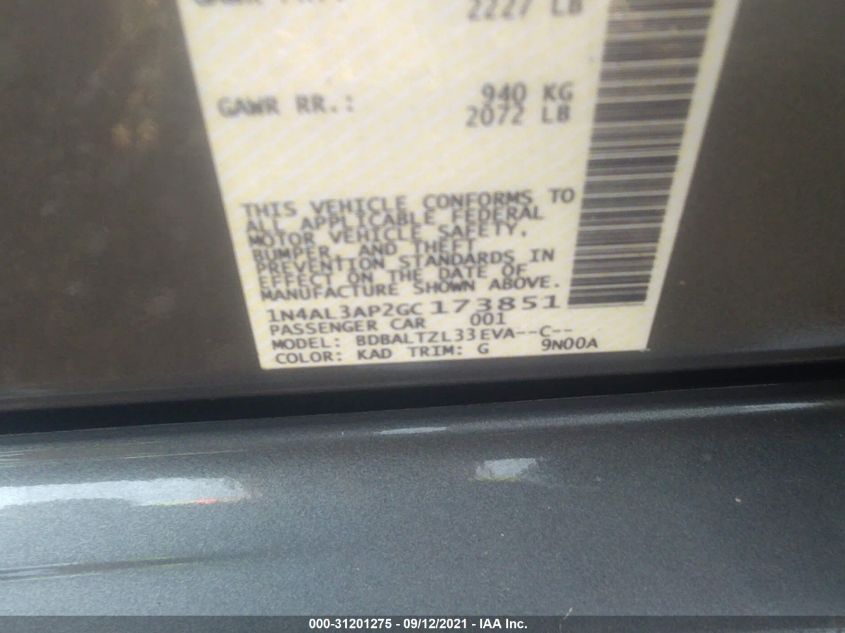 2227 LB
GAWR RR.: 940 KG
2072 LB
THIS VEHICLE CONFORMS TO
ALL APPLICABLE FEDERAL
MOTOR VEHICLE SAFETY,
BUMPER, AND THEFT
PREVENTION STANDARDS IN
EFFECT ON THE DATE OF
MANUFACTURE SHOWN ABOVE.
1N4AL3AP2GC173851
PASSENGER CAR 001
MODEL: BDBALTZL33EVA--C--
COLOR: KAD TRIM: G 9N00A
000-31201275 - 09/12/2021 - IAA Inc.